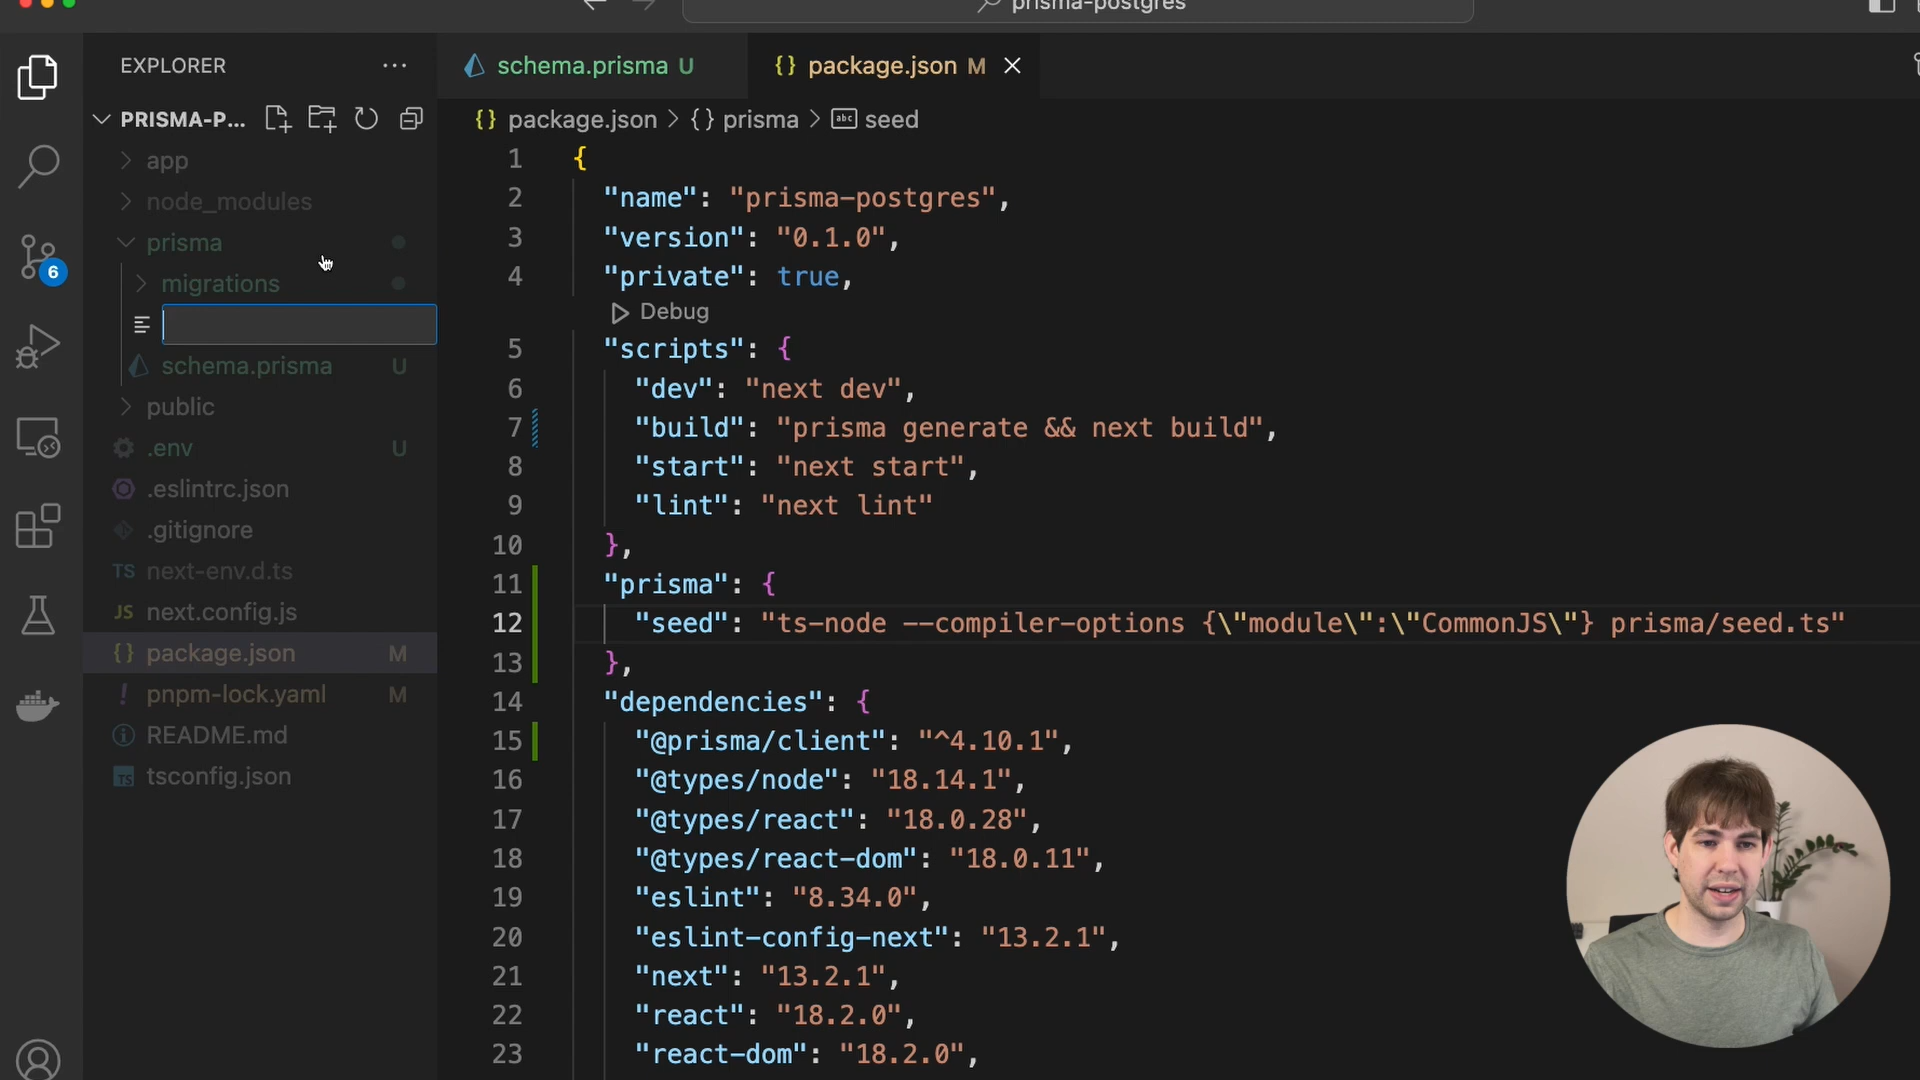 prisma-postgres
EXPLORER
schema.prisma U
{} package.json M
PRISMA-P...
{} package.json > {} prisma > abc seed
app
node_modules
prisma
migrations
schema.prisma U
public
.env U
.eslintrc.json
.gitignore
TS next-env.d.ts
JS next.config.js
{} package.json M
! pnpm-lock.yaml M
README.md
TS tsconfig.json
6
1 {
2 "name": "prisma-postgres",
3 "version": "0.1.0",
4 "private": true,
Debug
5 "scripts": {
6 "dev": "next dev",
7 "build": "prisma generate && next build",
8 "start": "next start",
9 "lint": "next lint"
10 },
11 "prisma": {
12 "seed": "ts-node --compiler-options {\"module\":\"CommonJS\"} prisma/seed.ts"
13 },
14 "dependencies": {
15 "@prisma/client": "^4.10.1",
16 "@types/node": "18.14.1",
17 "@types/react": "18.0.28",
18 "@types/react-dom": "18.0.11",
19 "eslint": "8.34.0",
20 "eslint-config-next": "13.2.1",
21 "next": "13.2.1",
22 "react": "18.2.0",
23 "react-dom": "18.2.0",